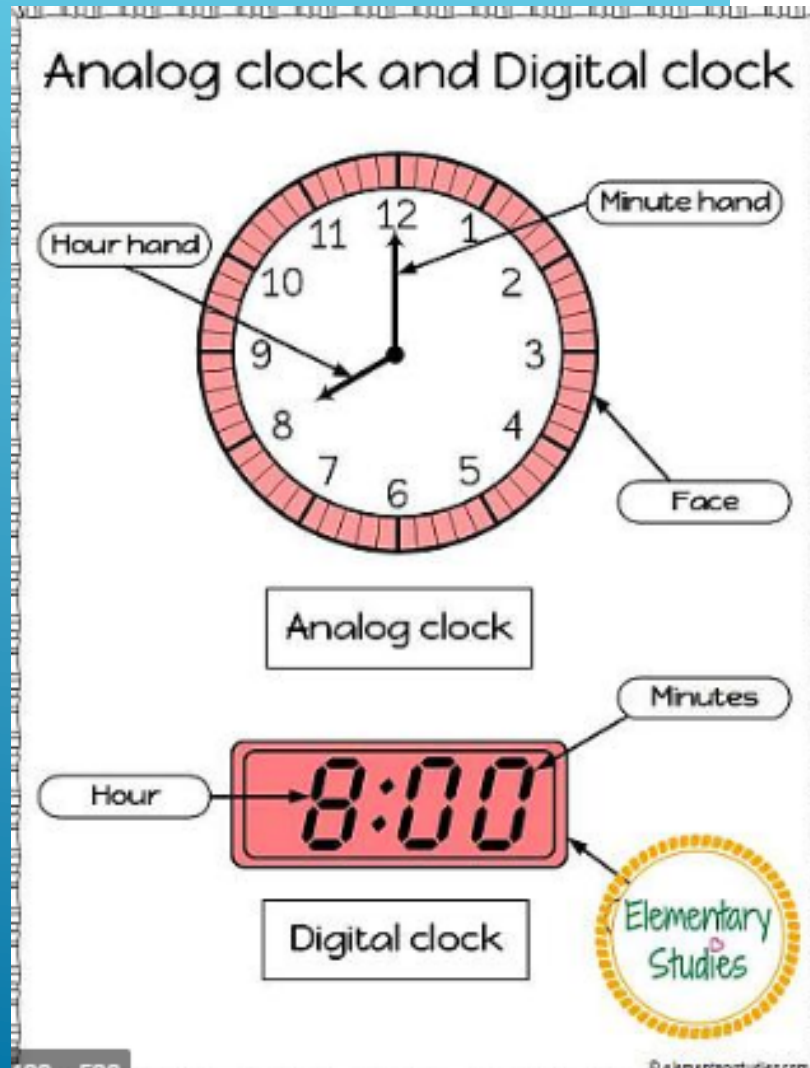 Analog clock and Digital clock
Minute hand
Hour hand
12
11
1
10
2
9
3
8
4
7
5
6
Face
Analog clock
Minutes
8:00
Hour
Elementary
Studies
Digital clock